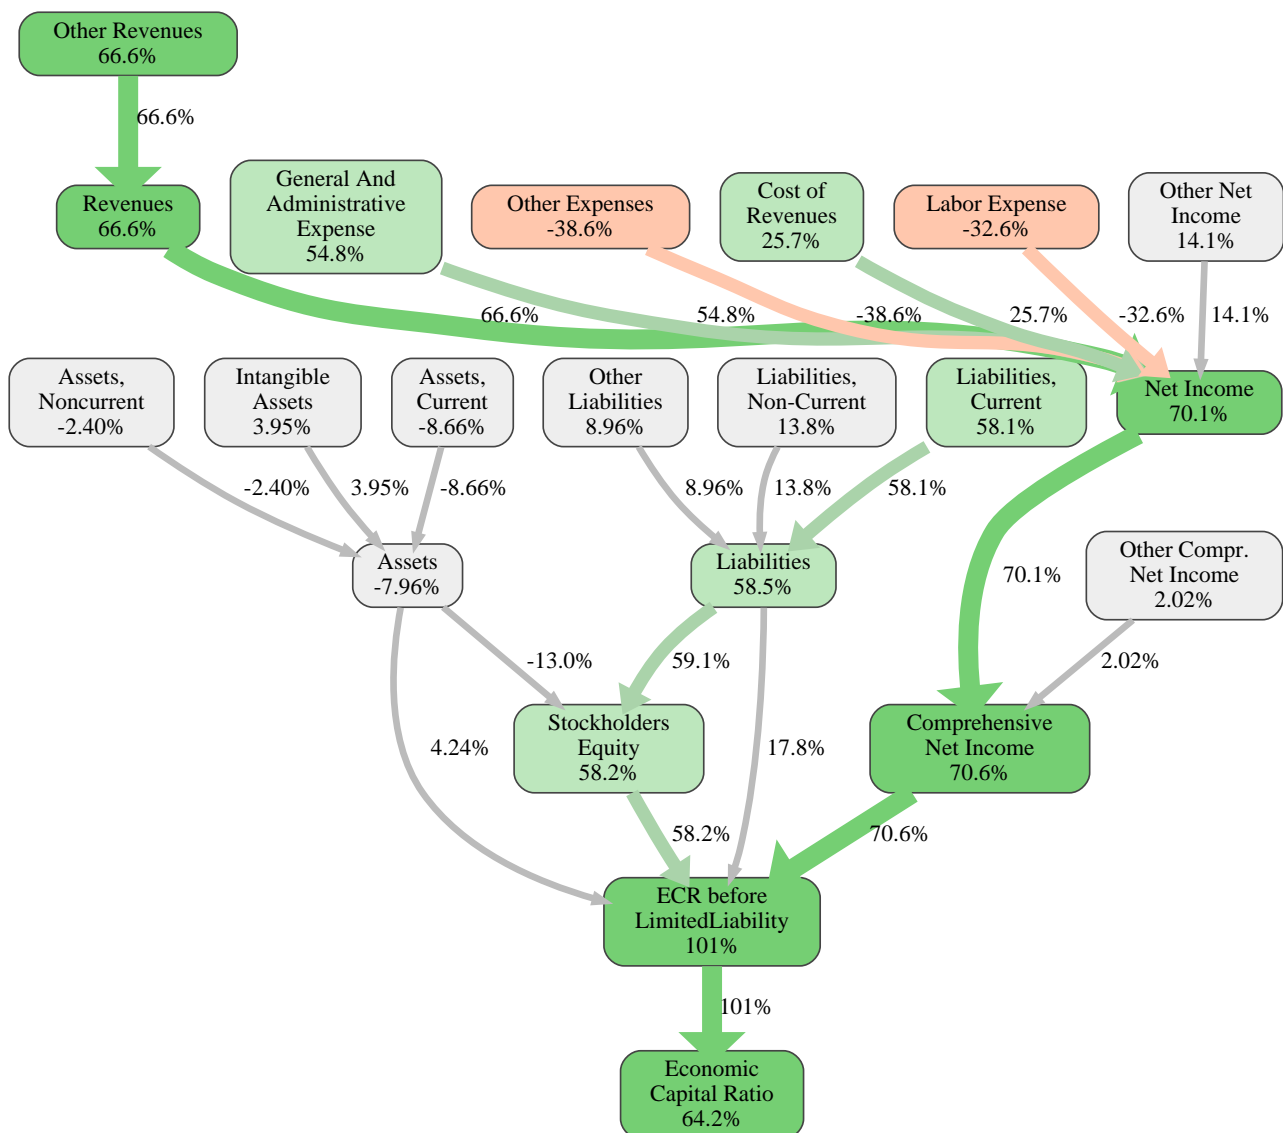 Other Revenues
66.6%
66.6%
Revenues
66.6%
General And
Administrative
Expense
54.8%
Other Expenses
-38.6%
Cost of
Revenues
25.7%
Labor Expense
-32.6%
Other Net
Income
14.1%
66.6%
54.8%
-38.6%
25.7%
-32.6%
14.1%
Assets,
Noncurrent
-2.40%
Intangible
Assets
3.95%
Assets,
Current
-8.66%
Other
Liabilities
8.96%
Liabilities,
Non-Current
13.8%
Liabilities,
Current
58.1%
Net Income
70.1%
-2.40%
3.95%
-8.66%
8.96%
13.8%
58.1%
70.1%
Assets
-7.96%
Liabilities
58.5%
Other Compr.
Net Income
2.02%
-13.0%
59.1%
2.02%
4.24%
Stockholders
Equity
58.2%
17.8%
Comprehensive
Net Income
70.6%
58.2%
70.6%
ECR before
LimitedLiability
101%
101%
Economic
Capital Ratio
64.2%